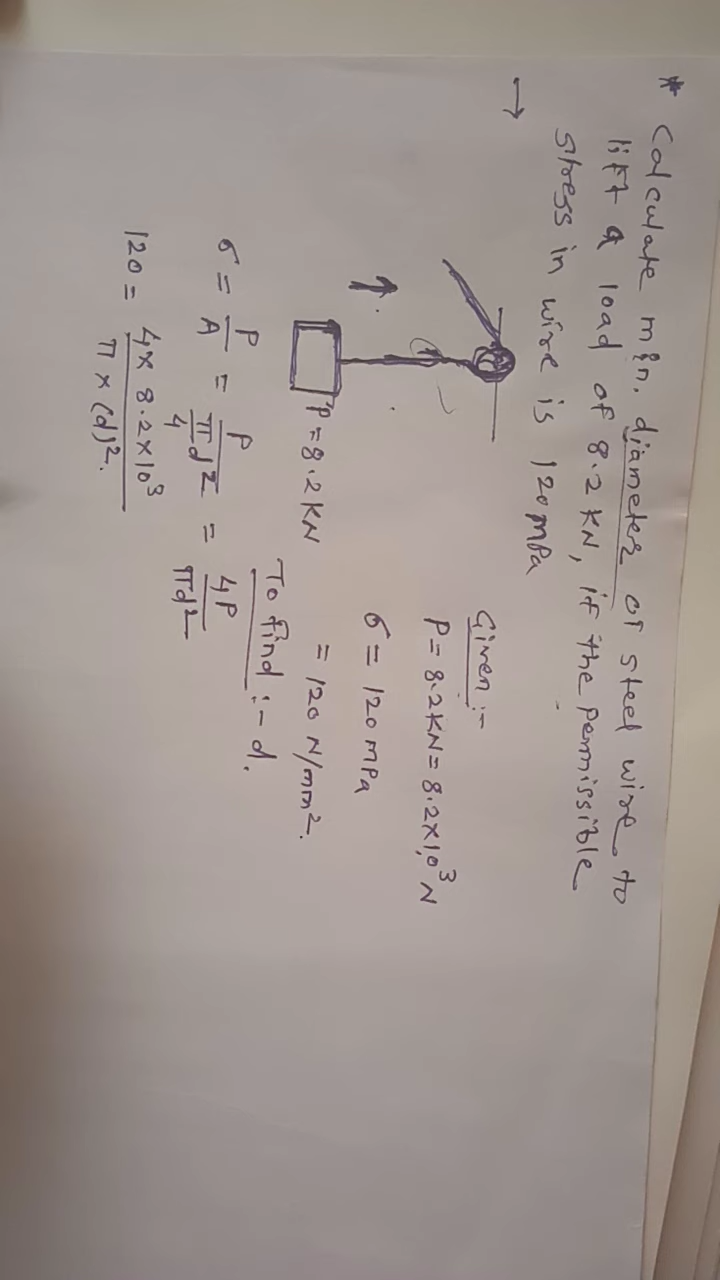 * Calculate min. diameter of steel wire to
lift a load of 8.2 KN, if the permissible
stress in wire is 120 mPa
→
Given :-
P = 8.2 KN = 8.2 × 10³ N
σ = 120 mPa
= 120 N/mm².
To find :- d.
P = 8.2 KN
σ = P/A = P/(π/4 d²) = 4P/πd²
120 = 4 × 8.2 × 10³/π × (d)².